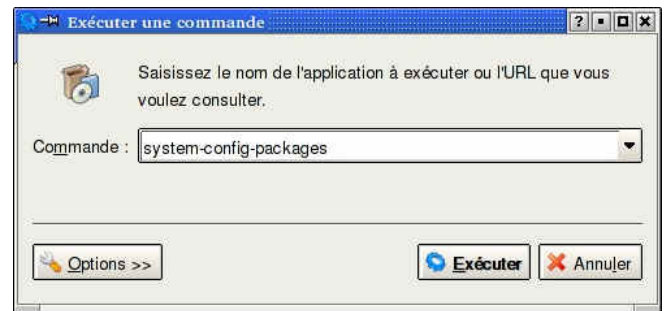 Exécuter une commande
Saisissez le nom de l'application à exécuter ou l'URL que vous
voulez consulter.
Commande : system-config-packages
Options >> Exécuter Annuler